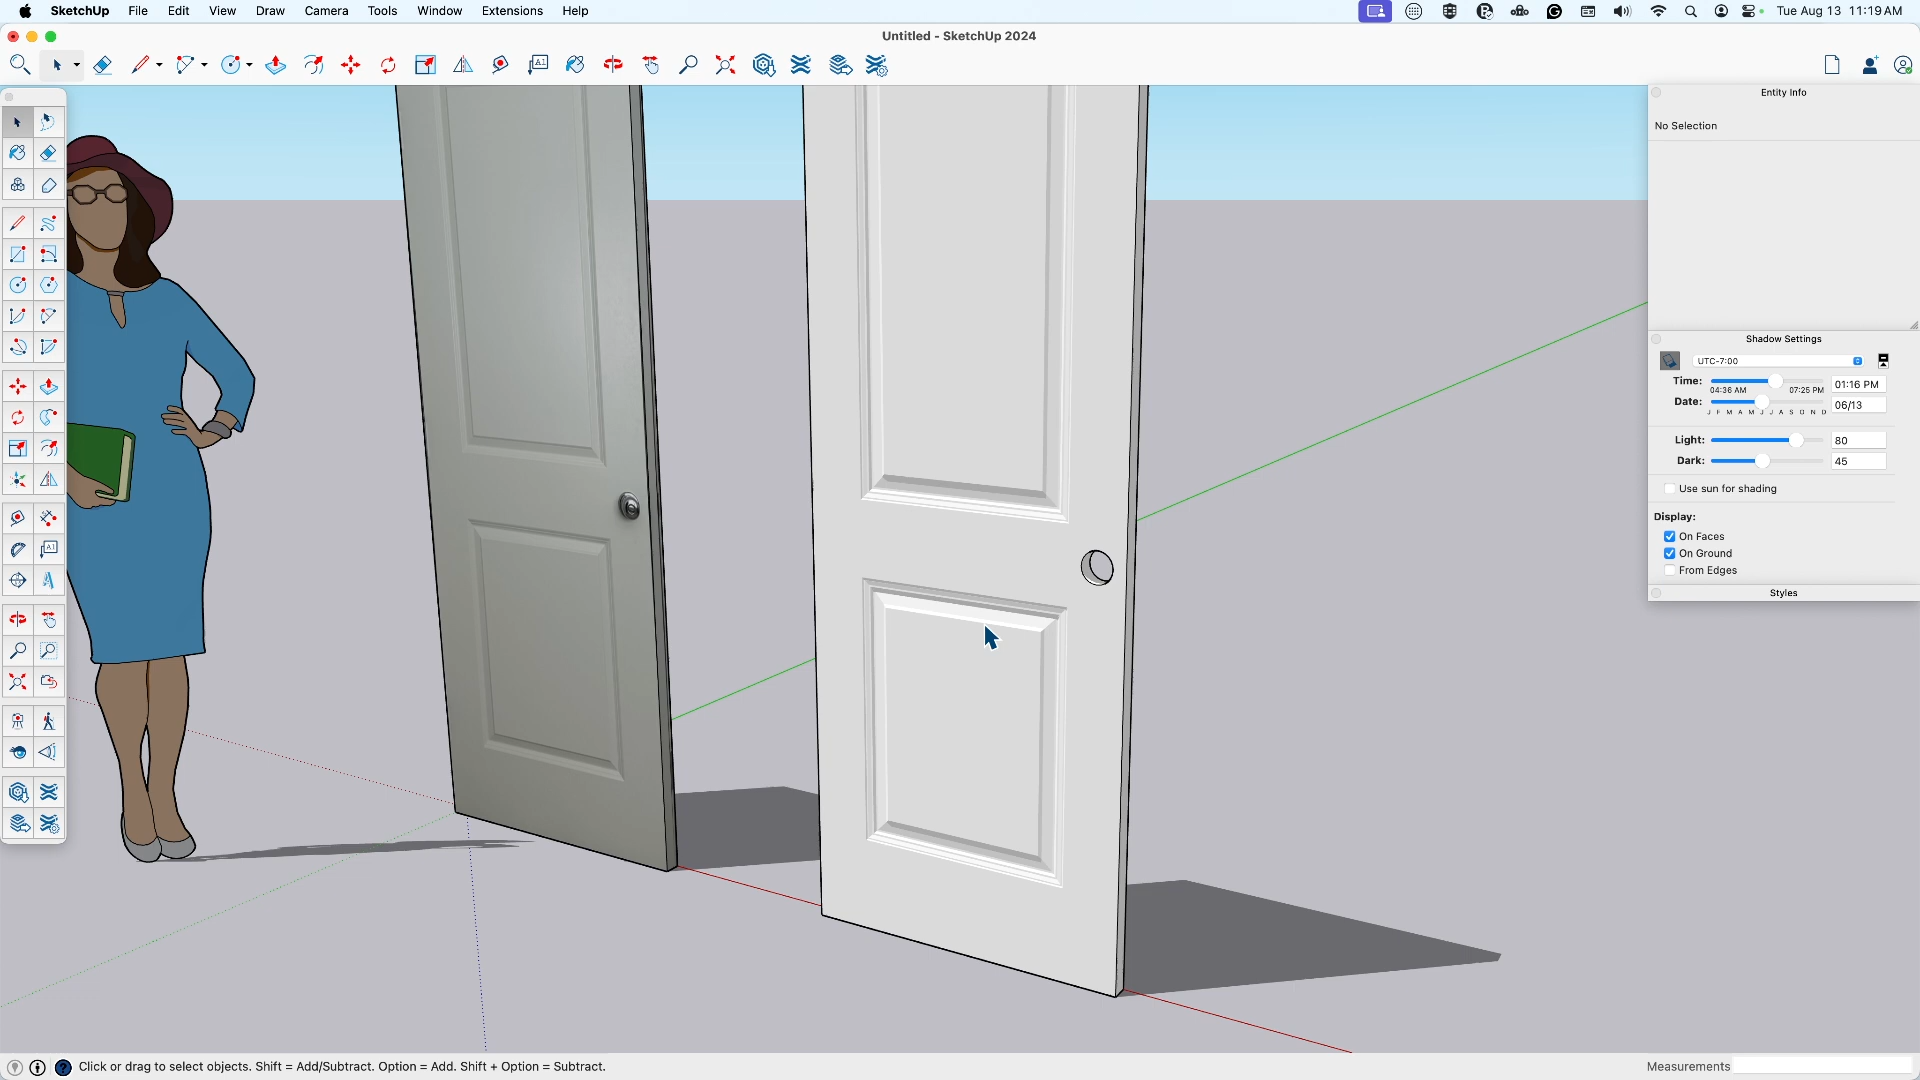 SketchUp File Edit View Draw Camera Tools Window Extensions Help Tue Aug 13 11:19 AM
Untitled - SketchUp 2024
Entity Info
No Selection
Shadow Settings
UTC-7:00
Time: 04:36 AM 07:25 PM 01:16 PM
Date: J F M A M J J A S O N D 06/13
Light: 80
Dark: 45
Use sun for shading
Display:
On Faces
On Ground
From Edges
Styles
Click or drag to select objects. Shift = Add/Subtract. Option = Add. Shift + Option = Subtract.
Measurements